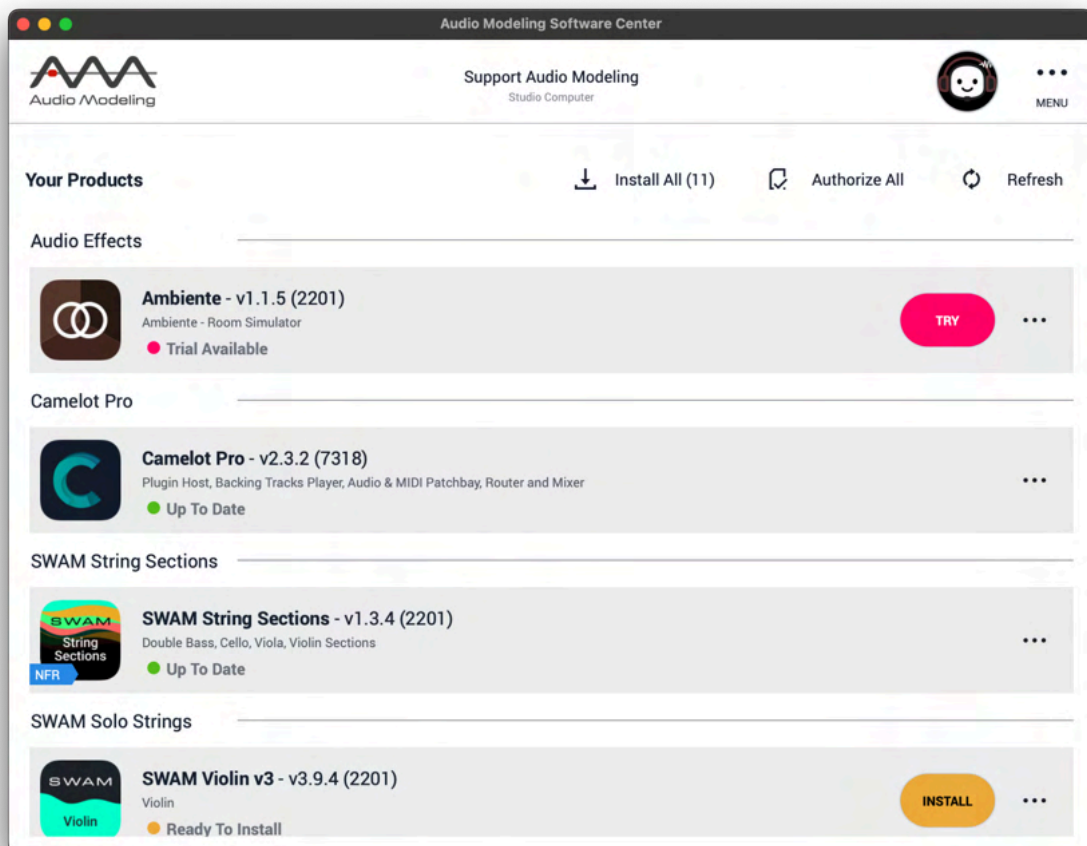 Audio Modeling Software Center
Audio Modeling
Support Audio Modeling
Studio Computer
MENU
Your Products
Install All (11)
Authorize All
Refresh
Audio Effects
Ambiente - v1.1.5 (2201)
Ambiente - Room Simulator
Trial Available
TRY
Camelot Pro
Camelot Pro - v2.3.2 (7318)
Plugin Host, Backing Tracks Player, Audio & MIDI Patchbay, Router and Mixer
Up To Date
SWAM String Sections
SWAM
String
Sections
NFR
SWAM String Sections - v1.3.4 (2201)
Double Bass, Cello, Viola, Violin Sections
Up To Date
SWAM Solo Strings
SWAM
Violin
SWAM Violin v3 - v3.9.4 (2201)
Violin
Ready To Install
INSTALL